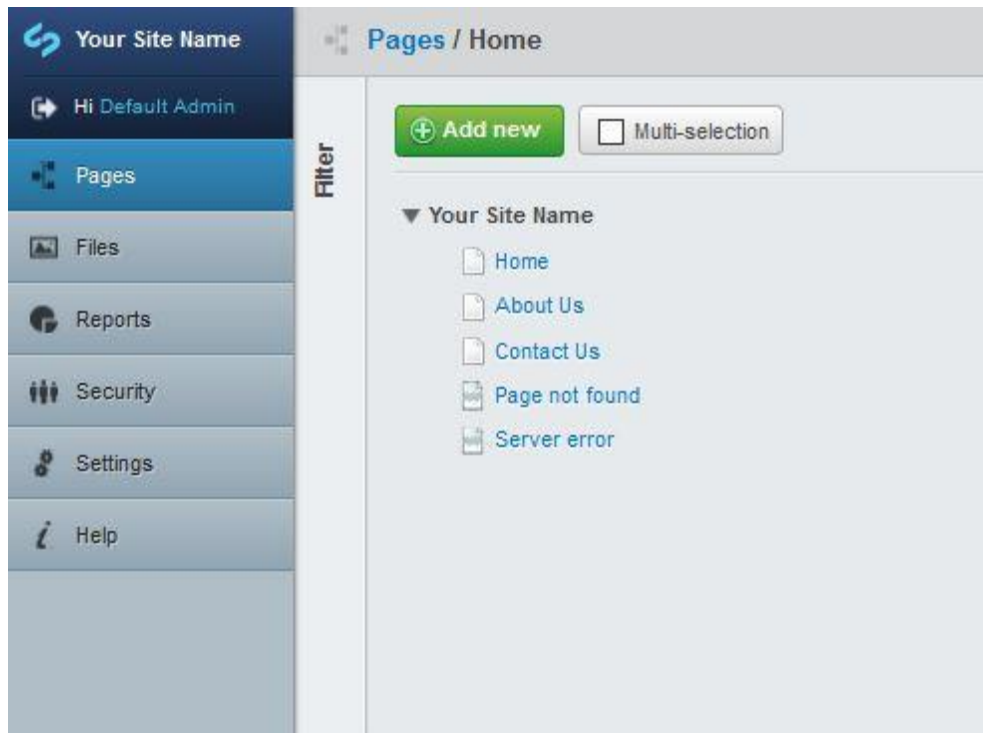 Your Site Name
Hi Default Admin
Pages
Files
Reports
Security
Settings
Help
Pages / Home
Filter
Add new
Multi-selection
Your Site Name
Home
About Us
Contact Us
Page not found
Server error